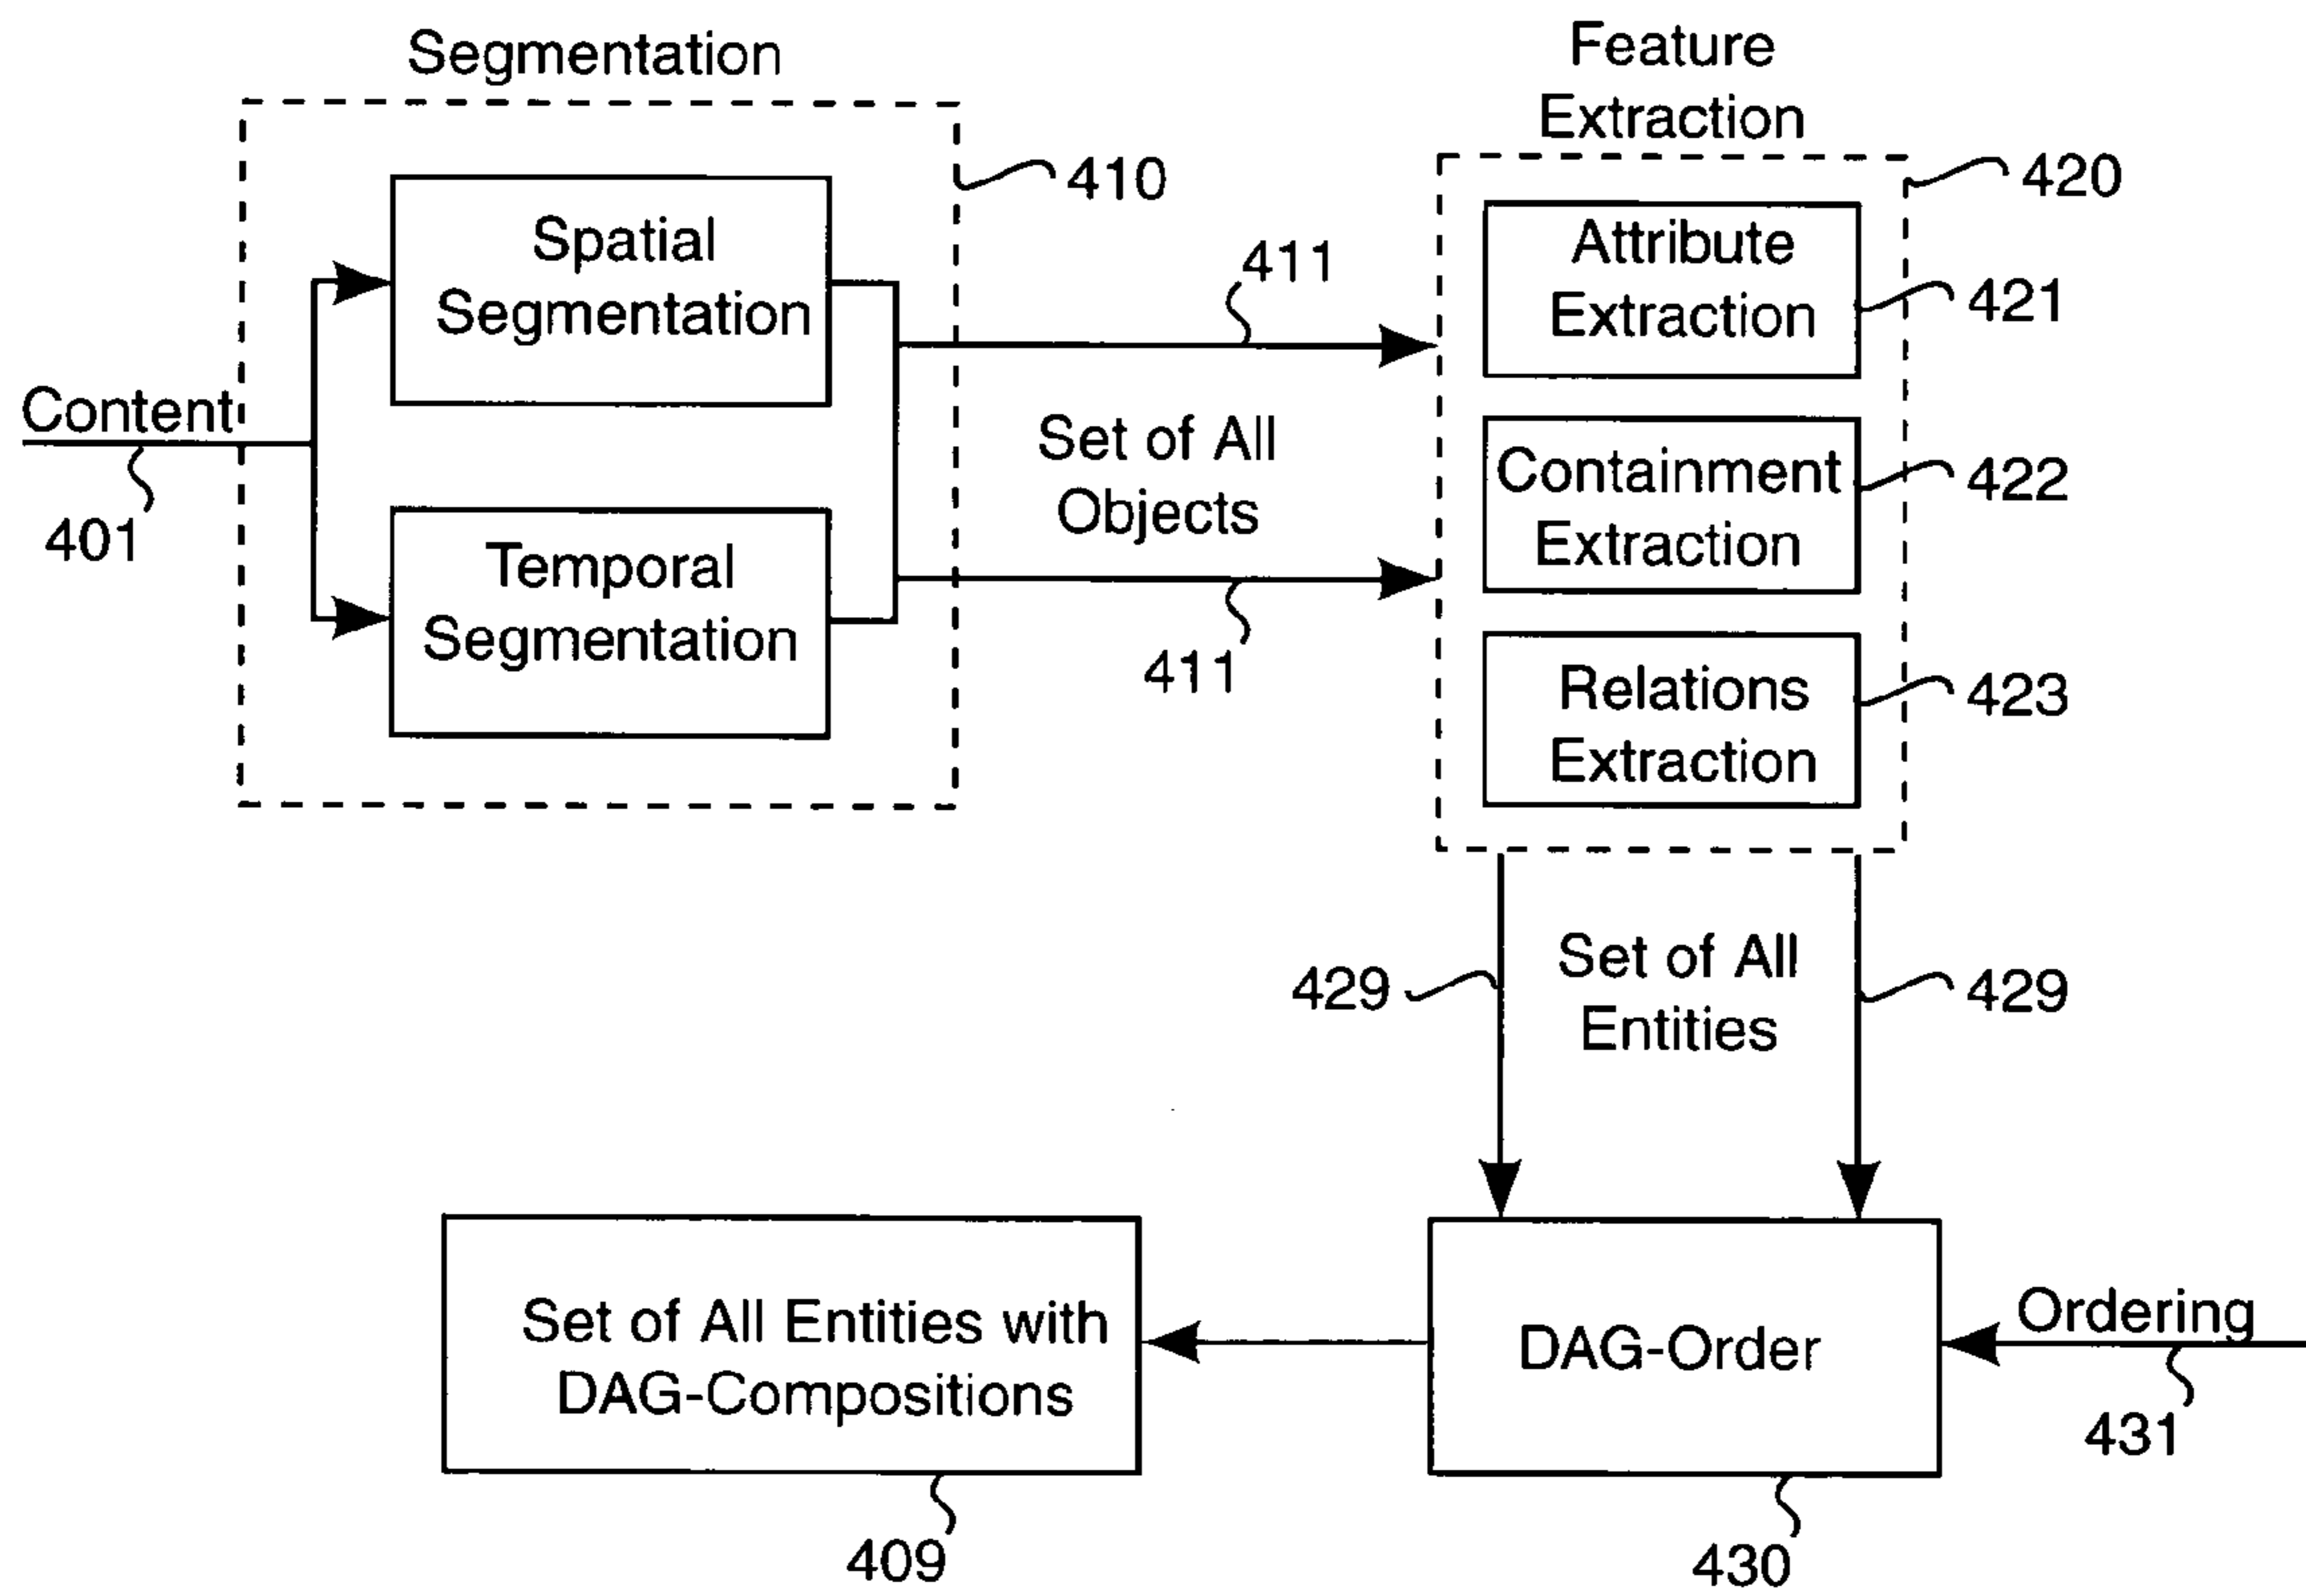 Segmentation
Feature
Extraction
410
420
Spatial
Segmentation
Attribute
Extraction
411
421
Content
401
Set of All
Objects
Containment
Extraction
422
Temporal
Segmentation
411
Relations
Extraction
423
429
Set of All
Entities
429
Set of All Entities with
DAG-Compositions
DAG-Order
Ordering
431
409
430